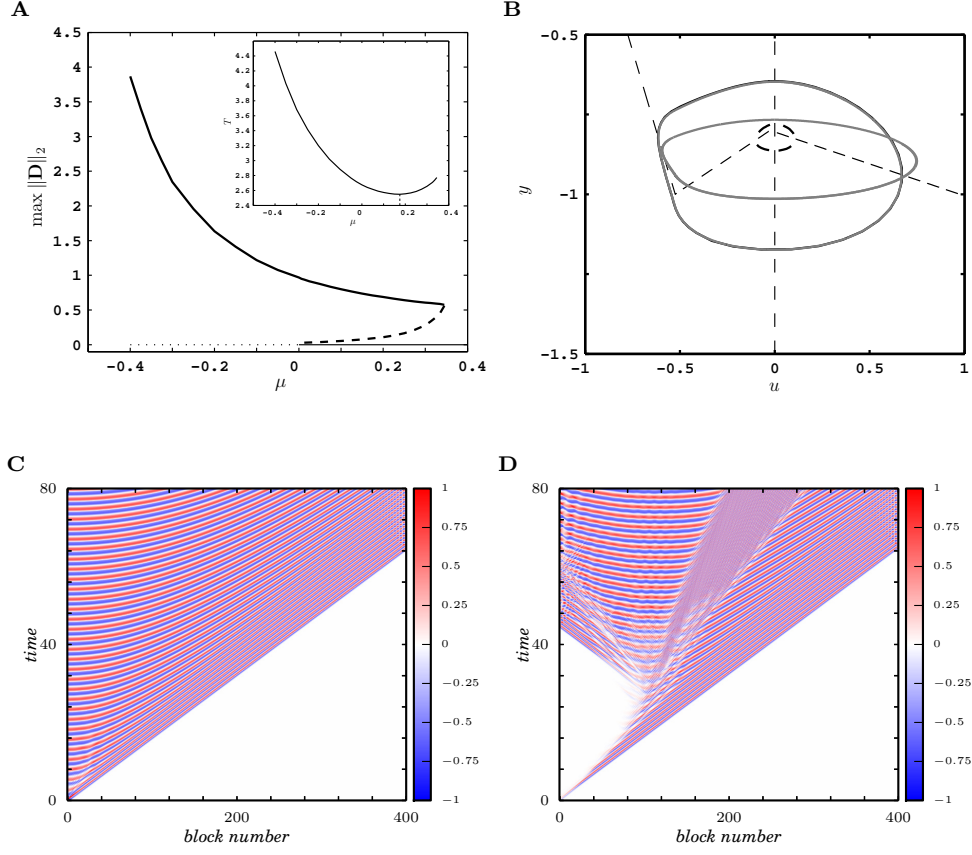 A
4.5
4
3.5
3
2.5
2
1.5
1
0.5
0
max ||D||₂
−0.4 −0.2 0 0.2 0.4
μ
4.4
4.2
4
3.8
3.6
3.4
3.2
3
2.8
2.6
2.4
T
−0.4 −0.2 0 0.2 0.4
μ
B
−0.5
−1
−1.5
y
−1 −0.5 0 0.5 1
u
C
80
40
0
time
0 200 400
block number
1
0.75
0.5
0.25
0
−0.25
−0.5
−0.75
−1
D
80
40
0
time
0 200 400
block number
1
0.75
0.5
0.25
0
−0.25
−0.5
−0.75
−1